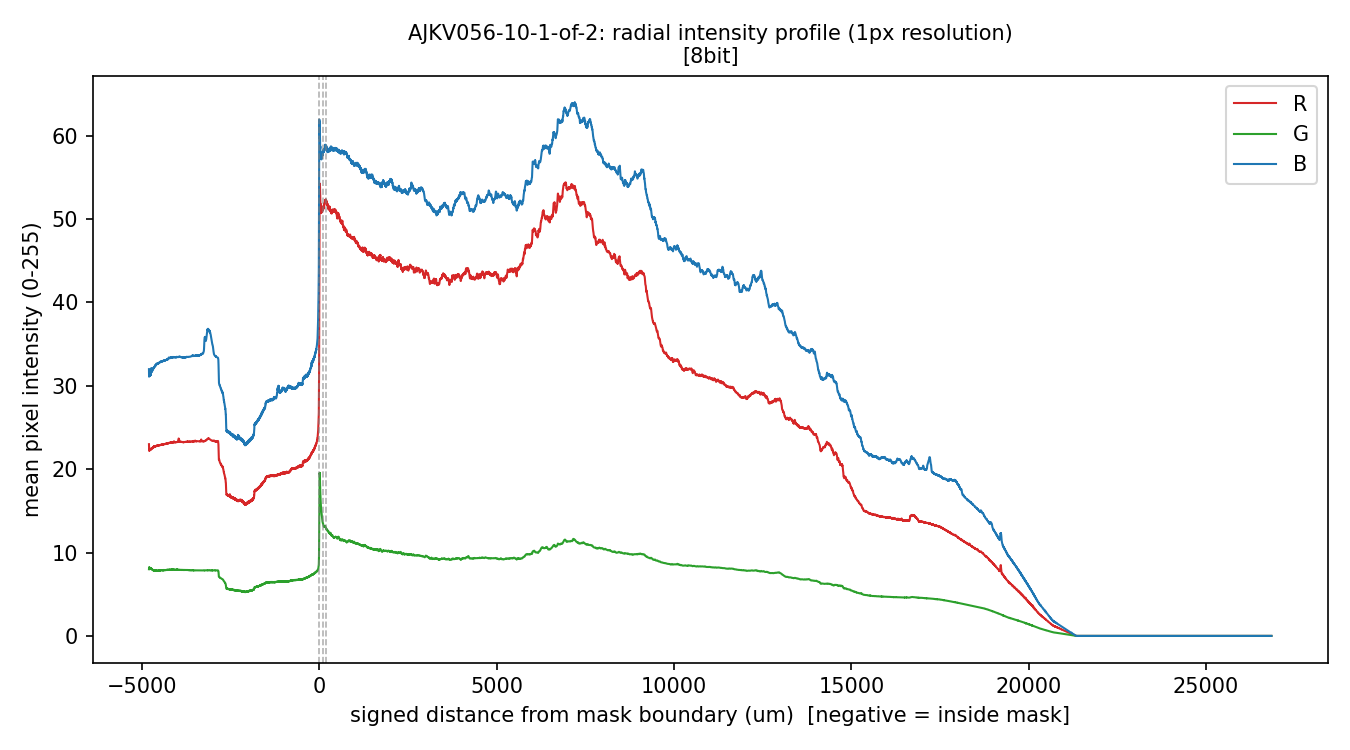 AJKV056-10-1-of-2: radial intensity profile (1px resolution)
[8bit]
R
G
B
mean pixel intensity (0-255)
60
50
40
30
20
10
0
−5000
0
5000
10000
15000
20000
25000
signed distance from mask boundary (um)  [negative = inside mask]